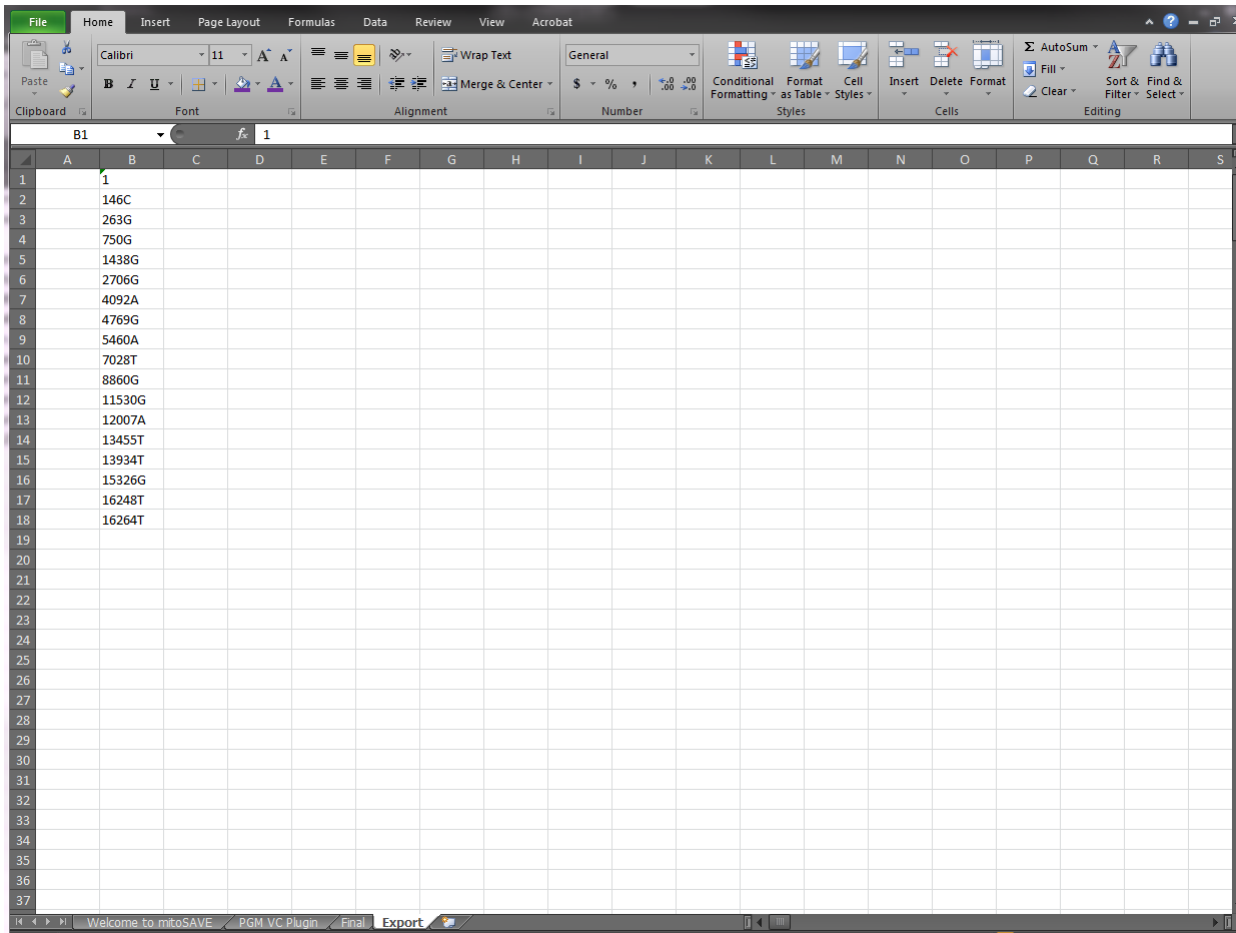 File Home Insert Page Layout Formulas Data Review View Acrobat
Calibri 11 A A Wrap Text General Σ AutoSum
Fill
Paste B I U A Merge & Center $ % , .0 .00 .00 .0 Conditional Format Cell Insert Delete Format Sort & Find &
Formatting as Table Styles Clear Filter Select
Clipboard Font Alignment Number Styles Cells Editing
B1 fx 1
A B C D E F G H I J K L M N O P Q R S
1 1
2 146C
3 263G
4 750G
5 1438G
6 2706G
7 4092A
8 4769G
9 5460A
10 7028T
11 8860G
12 11530G
13 12007A
14 13455T
15 13934T
16 15326G
17 16248T
18 16264T
19
20
21
22
23
24
25
26
27
28
29
30
31
32
33
34
35
36
37
Welcome to mitoSAVE PGM VC Plugin Final Export